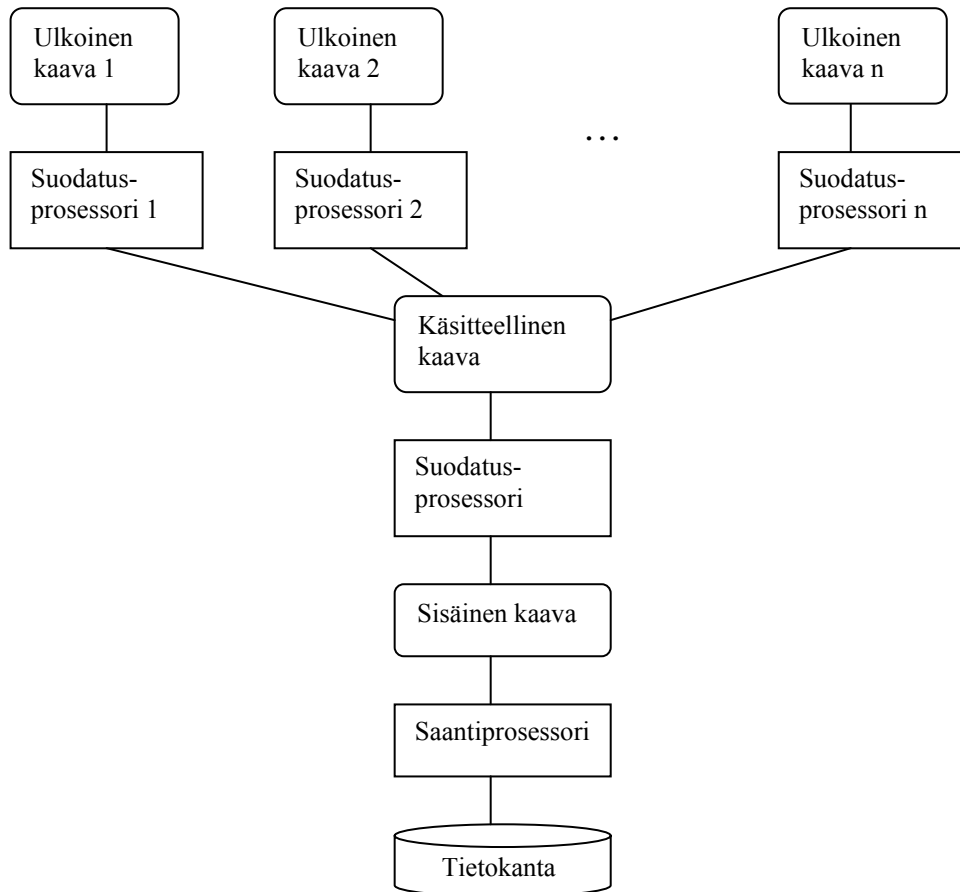 Ulkoinen
kaava 1
Ulkoinen
kaava 2
Ulkoinen
kaava n
…
Suodatus-
prosessori 1
Suodatus-
prosessori 2
Suodatus-
prosessori n
Käsitteellinen
kaava
Suodatus-
prosessori
Sisäinen kaava
Saantiprosessori
Tietokanta